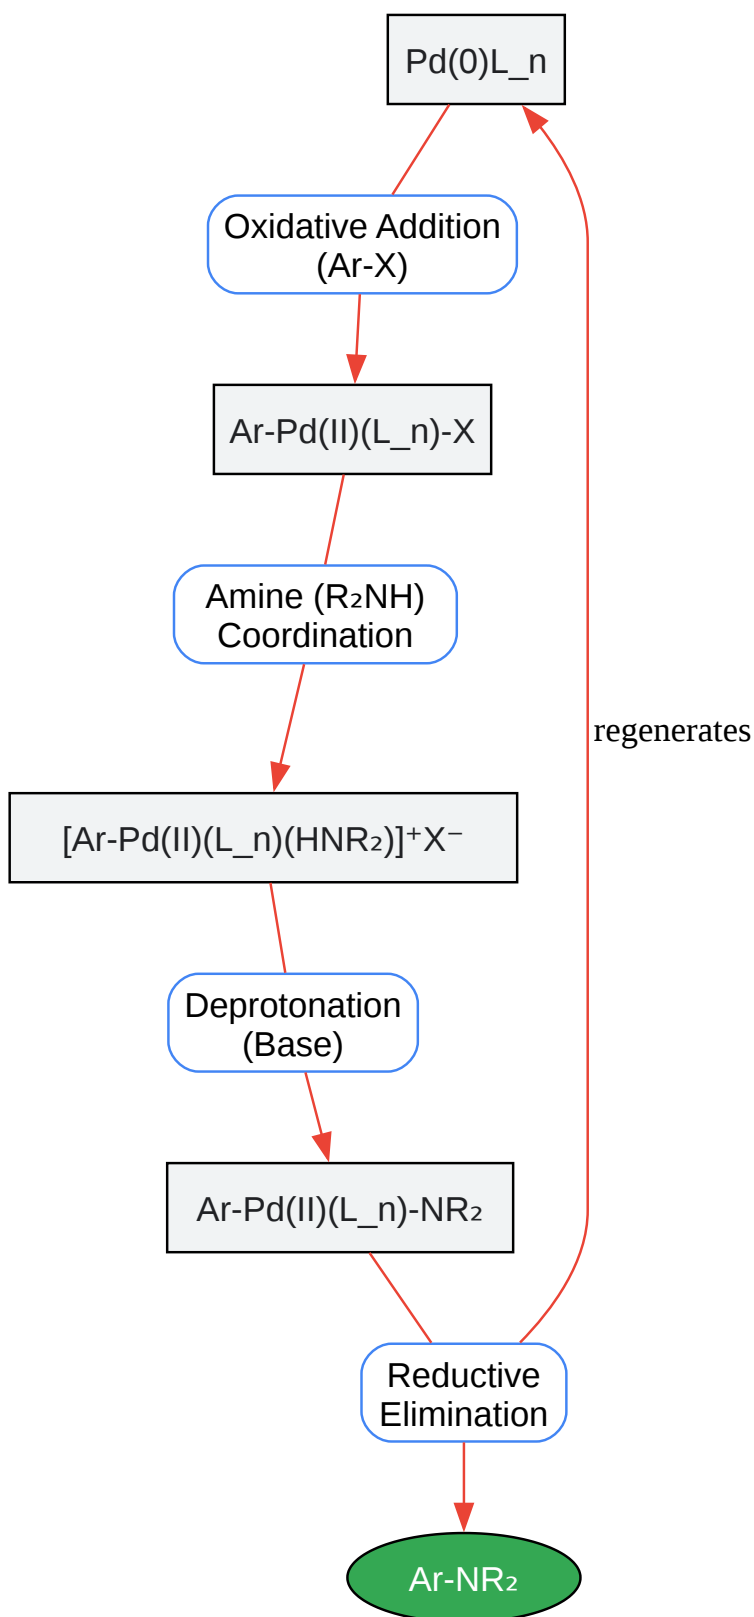 Pd(0)L_n
Oxidative Addition
(Ar-X)
Ar-Pd(II)(L_n)-X
Amine (R₂NH)
Coordination
regenerates
[Ar-Pd(II)(L_n)(HNR₂)]⁺X⁻
Deprotonation
(Base)
Ar-Pd(II)(L_n)-NR₂
Reductive
Elimination
Ar-NR₂